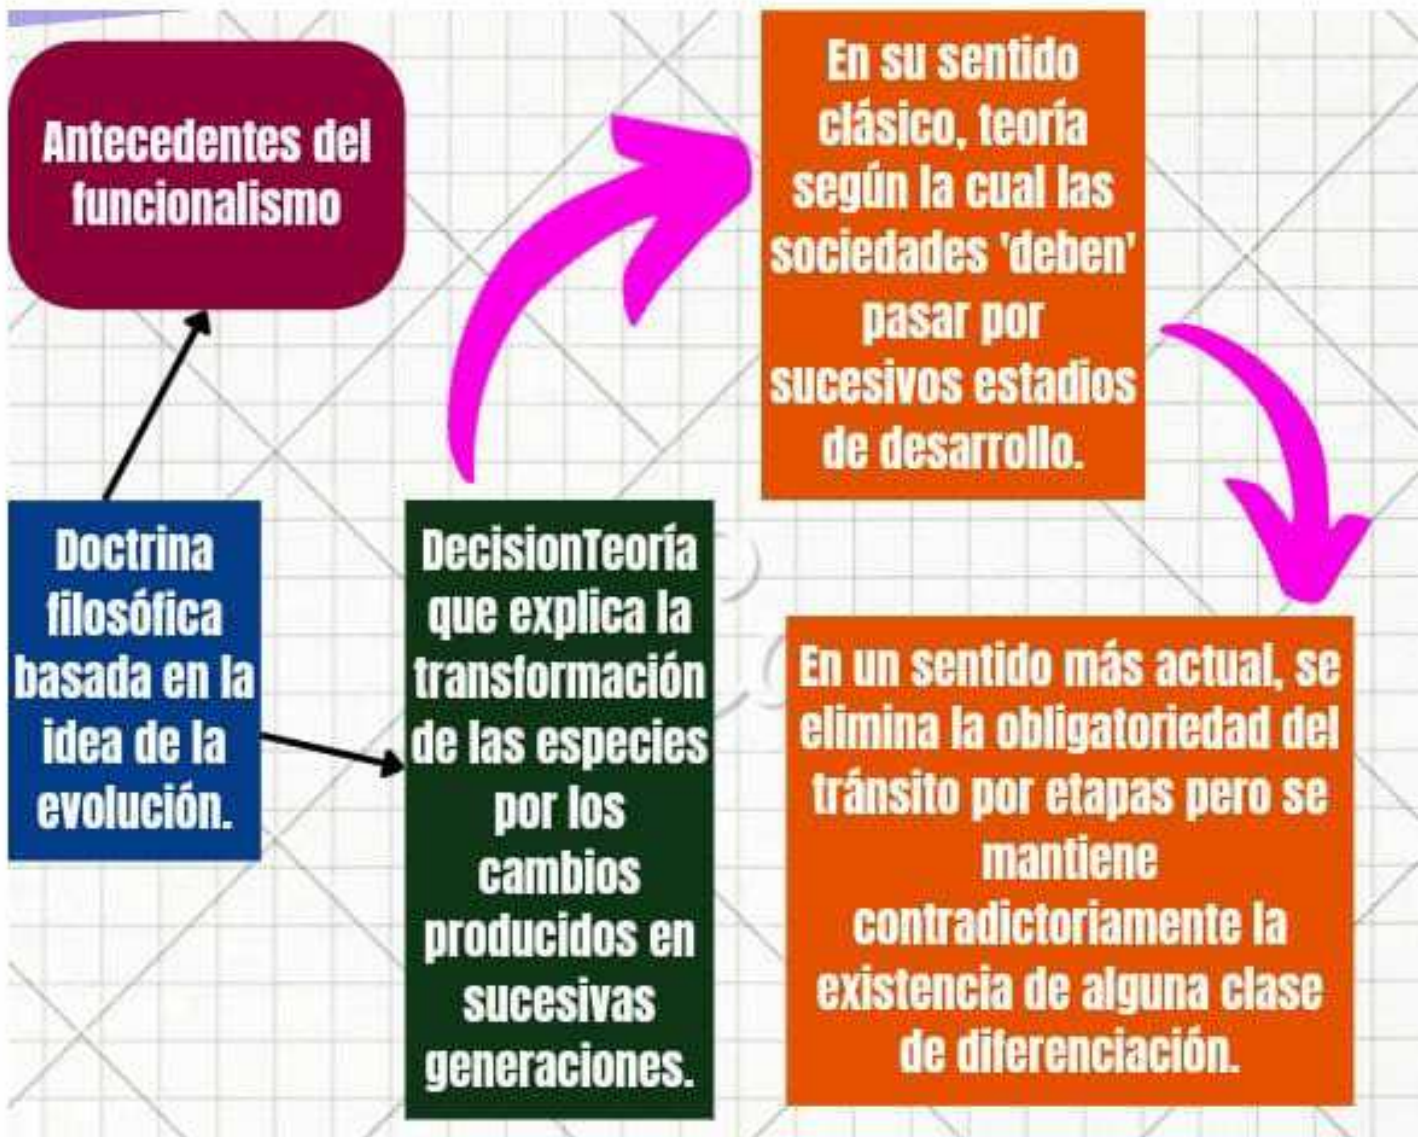 Antecedentes del
funcionalismo
Doctrina
filosófica
basada en la
idea de la
evolución.
DecisionTeoría
que explica la
transformación
de las especies
por los
cambios
producidos en
sucesivas
generaciones.
En su sentido
clásico, teoría
según la cual las
sociedades 'deben'
pasar por
sucesivos estadios
de desarrollo.
En un sentido más actual, se
elimina la obligatoriedad del
tránsito por etapas pero se
mantiene
contradictoriamente la
existencia de alguna clase
de diferenciación.